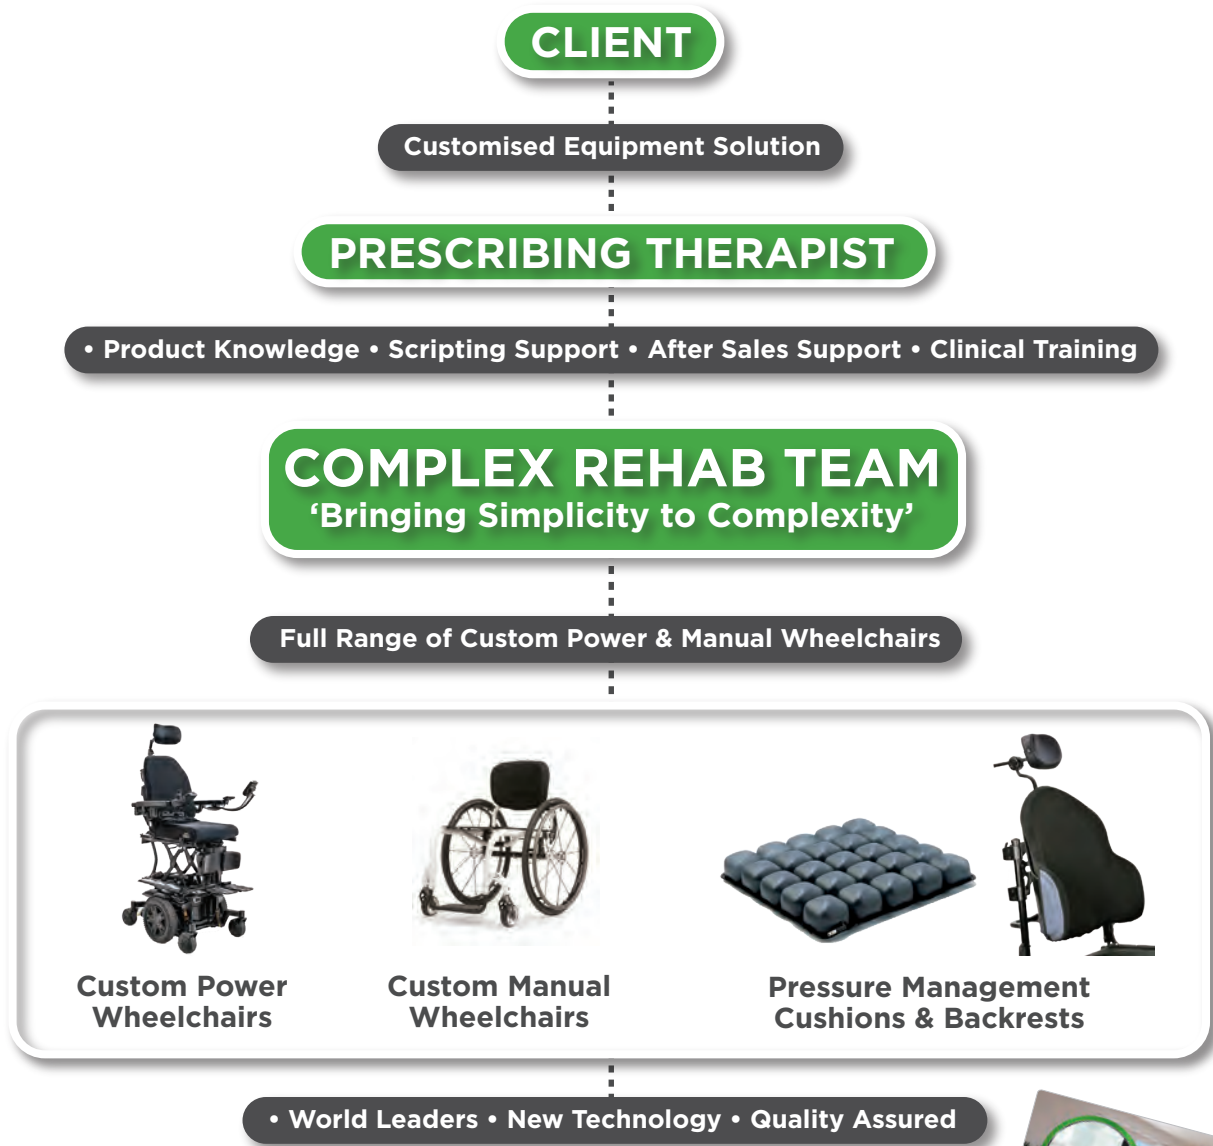 CLIENT
Customised Equipment Solution
PRESCRIBING THERAPIST
• Product Knowledge • Scripting Support • After Sales Support • Clinical Training
COMPLEX REHAB TEAM
‘Bringing Simplicity to Complexity’
Full Range of Custom Power & Manual Wheelchairs
Custom Power
Wheelchairs
Custom Manual
Wheelchairs
Pressure Management
Cushions & Backrests
• World Leaders • New Technology • Quality Assured